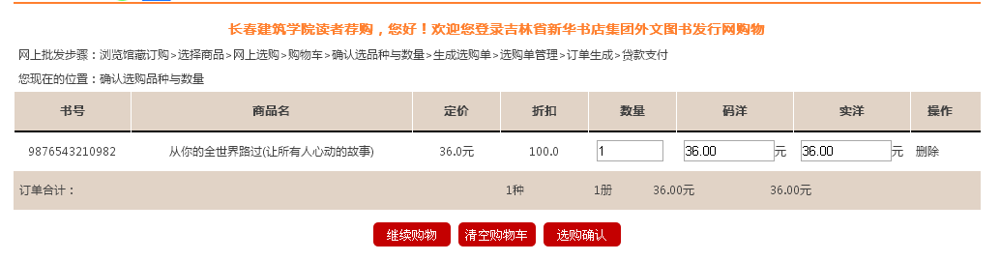 长春建筑学院读者荐购，您好！欢迎您登录吉林省新华书店集团外文图书发行网购物
网上批发步骤：浏览馆藏订购>选择商品>网上选购>购物车>确认选品种与数量>生成选购单>选购单管理>订单生成>贷款支付
您现在的位置：确认选购品种与数量
书号 商品名 定价 折扣 数量 码洋 实洋 操作
9876543210982 从你的全世界路过(让所有人心动的故事) 36.0元 100.0 1 36.00元 36.00元 删除
订单合计： 1种 1册 36.00元 36.00元
继续购物 清空购物车 选购确认